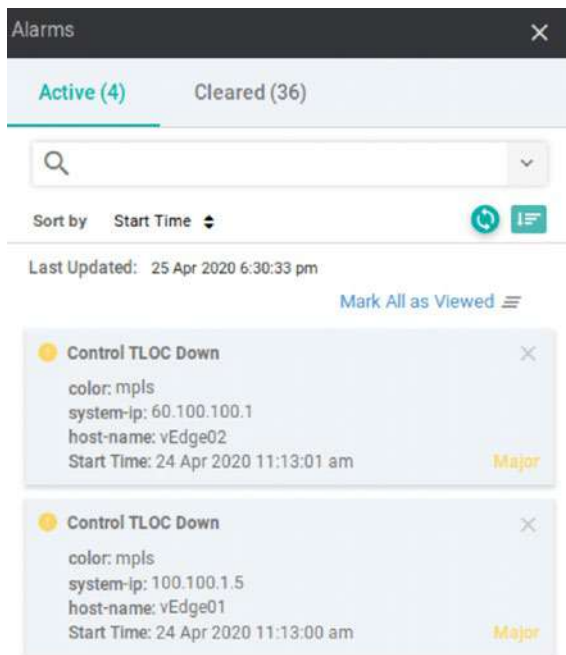 Alarms
Active (4) Cleared (36)
Sort by Start Time
Last Updated: 25 Apr 2020 6:30:33 pm
Mark All as Viewed
Control TLOC Down
color: mpls
system-ip: 60.100.100.1
host-name: vEdge02
Start Time: 24 Apr 2020 11:13:01 am Major
Control TLOC Down
color: mpls
system-ip: 100.100.1.5
host-name: vEdge01
Start Time: 24 Apr 2020 11:13:00 am Major